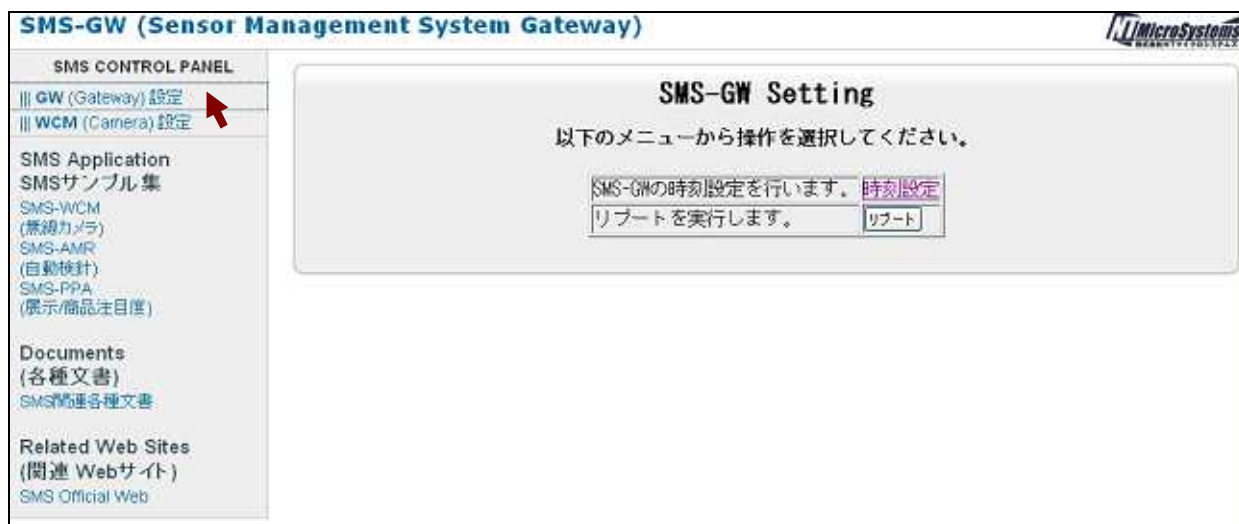 SMS-GW (Sensor Management System Gateway)
MicroSystems
SMS CONTROL PANEL
||| GW (Gateway) 設定
||| WCM (Camera) 設定
SMS Application
SMSサンプル集
SMS-WCM
(無線カメラ)
SMS-AMR
(自動検針)
SMS-PPA
(展示/商品注目度)
Documents
(各種文書)
SMS関連各種文書
Related Web Sites
(関連 Webサイト)
SMS Official Web
SMS-GW Setting
以下のメニューから操作を選択してください。
SMS-GWの時刻設定を行います。 時刻設定
リブートを実行します。 リブート